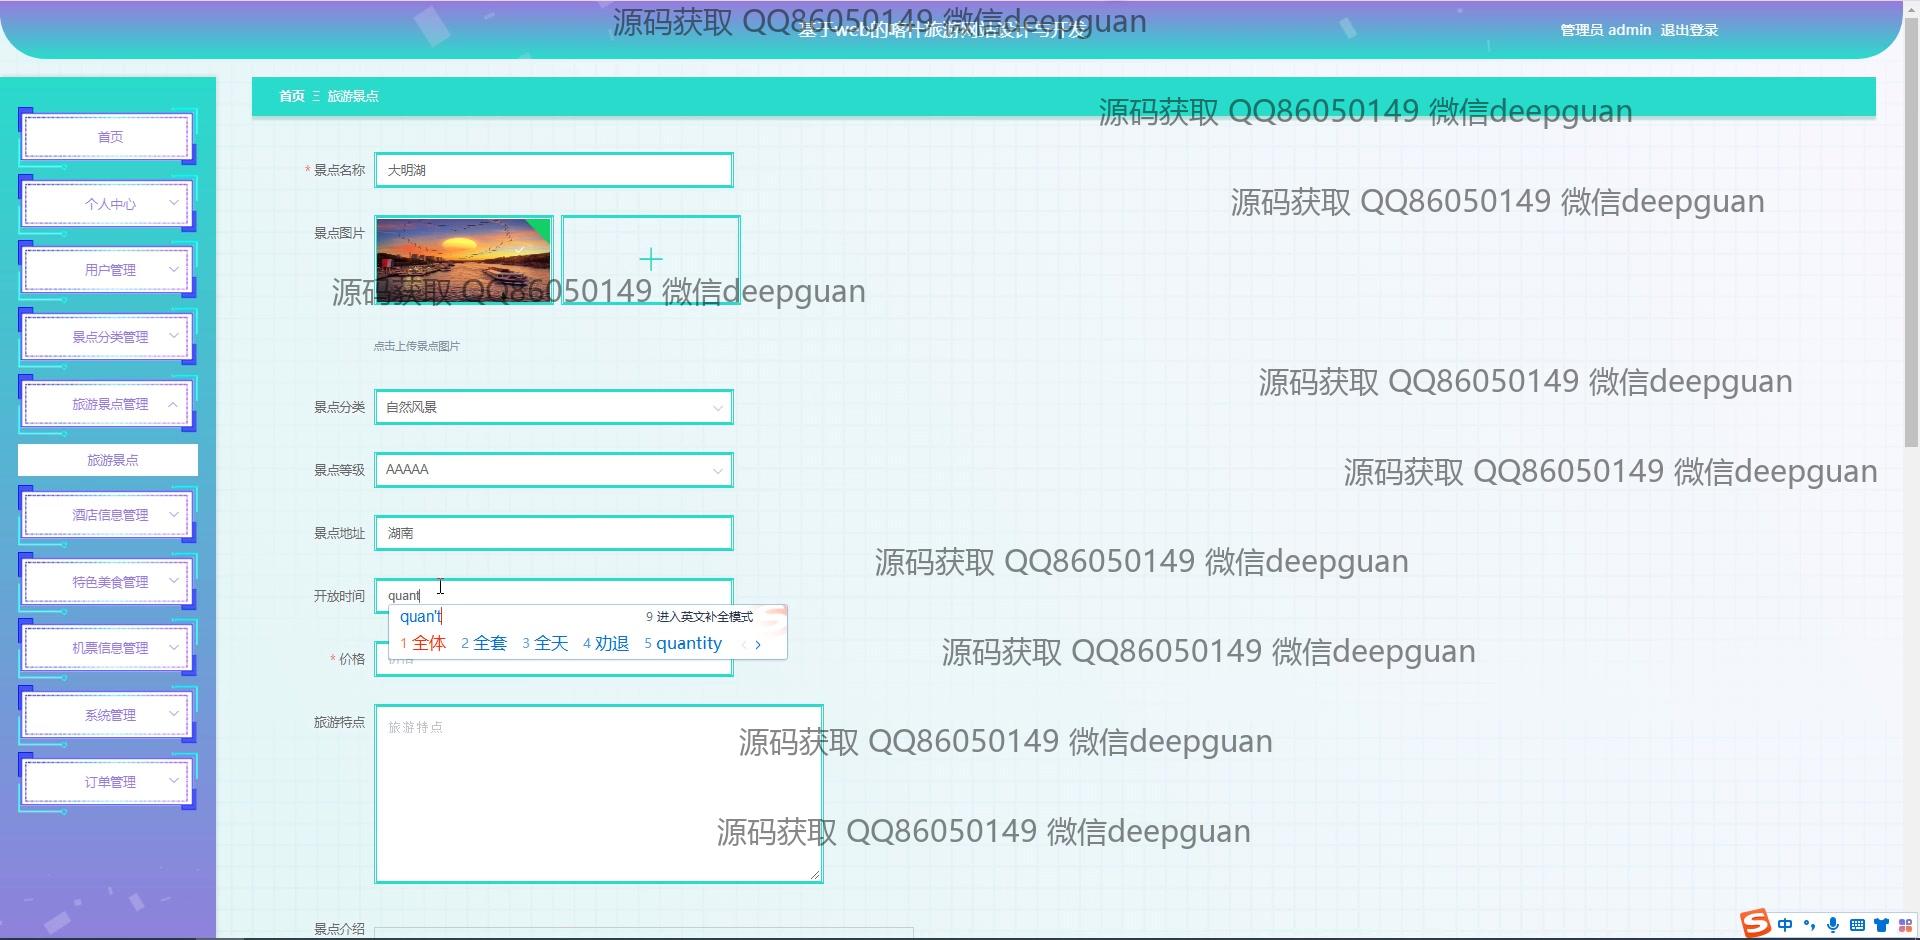 源码获取 QQ86050149 微信deepguan
基于web的喀什旅游网站设计与开发
管理员 admin 退出登录
首页 旅游景点
源码获取 QQ86050149 微信deepguan
首页
个人中心
用户管理
景点分类管理
旅游景点管理
旅游景点
酒店信息管理
特色美食管理
机票信息管理
系统管理
订单管理
* 景点名称 大明湖
源码获取 QQ86050149 微信deepguan
景点图片
源码获取 QQ86050149 微信deepguan
点击上传景点图片
源码获取 QQ86050149 微信deepguan
景点分类 自然风景
景点等级 AAAAA
源码获取 QQ86050149 微信deepguan
景点地址 湖南
源码获取 QQ86050149 微信deepguan
开放时间 quant
quan't 9 进入英文补全模式
1 全体 2 全套 3 全天 4 劝退 5 quantity
* 价格 价格
源码获取 QQ86050149 微信deepguan
旅游特点 旅游特点
源码获取 QQ86050149 微信deepguan
源码获取 QQ86050149 微信deepguan
景点介绍
中